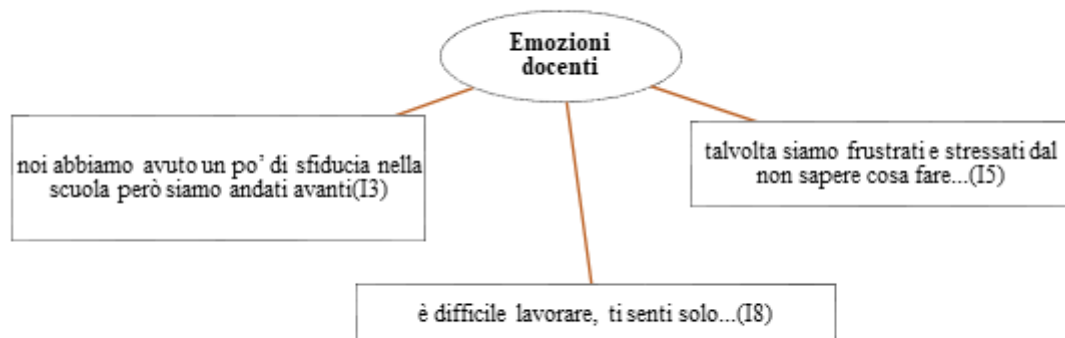 Emozioni
docenti
noi abbiamo avuto un po’ di sfiducia nella
scuola però siamo andati avanti(I3)
talvolta siamo frustrati e stressati dal
non sapere cosa fare...(I5)
è difficile lavorare, ti senti solo...(I8)